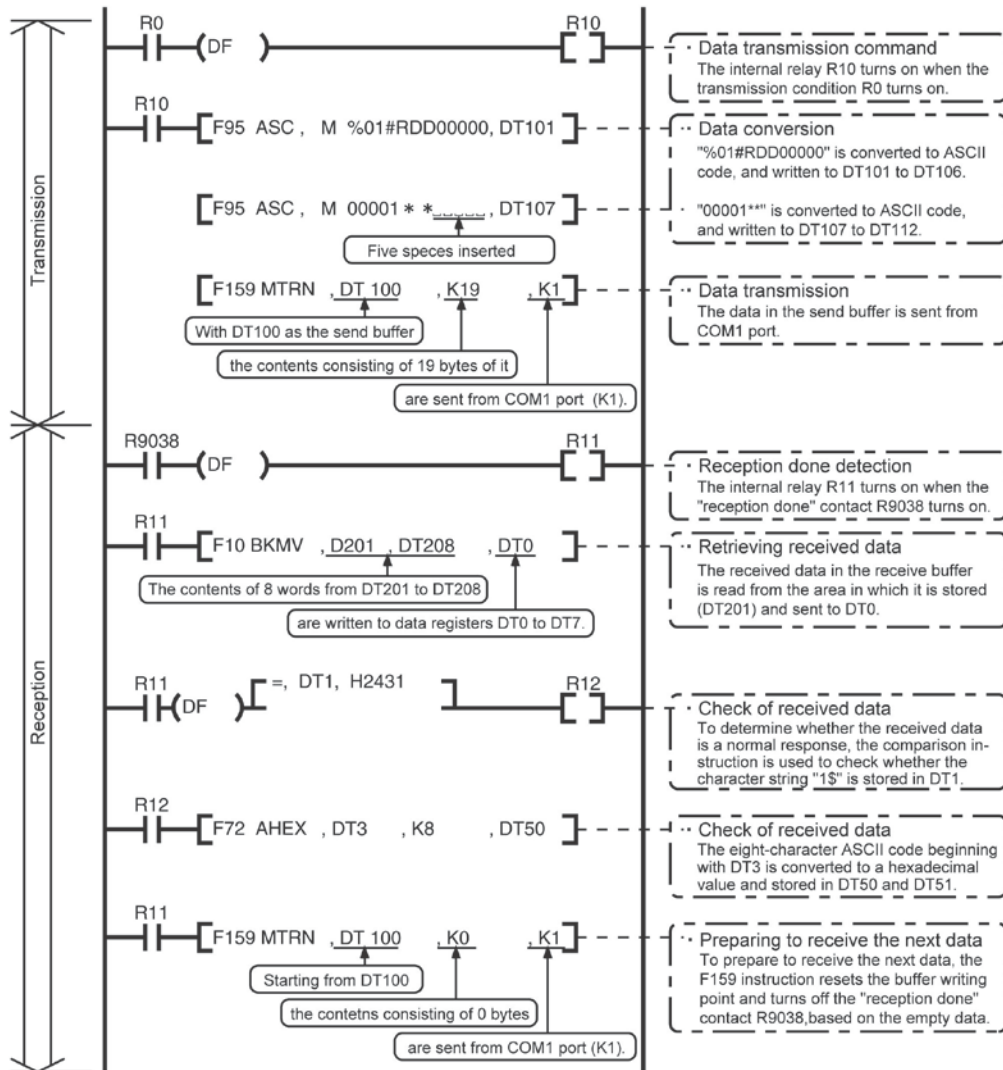 Transmission
R0
DF
R10
Data transmission command
The internal relay R10 turns on when the
transmission condition R0 turns on.
R10
F95 ASC , M %01#RDD00000, DT101
Data conversion
"%01#RDD00000" is converted to ASCII
code, and written to DT101 to DT106.
F95 ASC , M 00001 * * , DT107
"00001**" is converted to ASCII code,
and written to DT107 to DT112.
Five speces inserted
F159 MTRN , DT 100 , K19 , K1
Data transmission
The data in the send buffer is sent from
COM1 port.
With DT100 as the send buffer
the contents consisting of 19 bytes of it
are sent from COM1 port (K1).
Reception
R9038
DF
R11
Reception done detection
The internal relay R11 turns on when the
"reception done" contact R9038 turns on.
R11
F10 BKMV , D201 , DT208 , DT0
Retrieving received data
The received data in the receive buffer
is read from the area in which it is stored
(DT201) and sent to DT0.
The contents of 8 words from DT201 to DT208
are written to data registers DT0 to DT7.
R11
DF
=, DT1, H2431
R12
Check of received data
To determine whether the received data
is a normal response, the comparison in-
struction is used to check whether the
character string "1$" is stored in DT1.
R12
F72 AHEX , DT3 , K8 , DT50
Check of received data
The eight-character ASCII code beginning
with DT3 is converted to a hexadecimal
value and stored in DT50 and DT51.
R11
F159 MTRN , DT 100 , K0 , K1
Preparing to receive the next data
To prepare to receive the next data, the
F159 instruction resets the buffer writing
point and turns off the "reception done"
contact R9038,based on the empty data.
Starting from DT100
the contetns consisting of 0 bytes
are sent from COM1 port (K1).